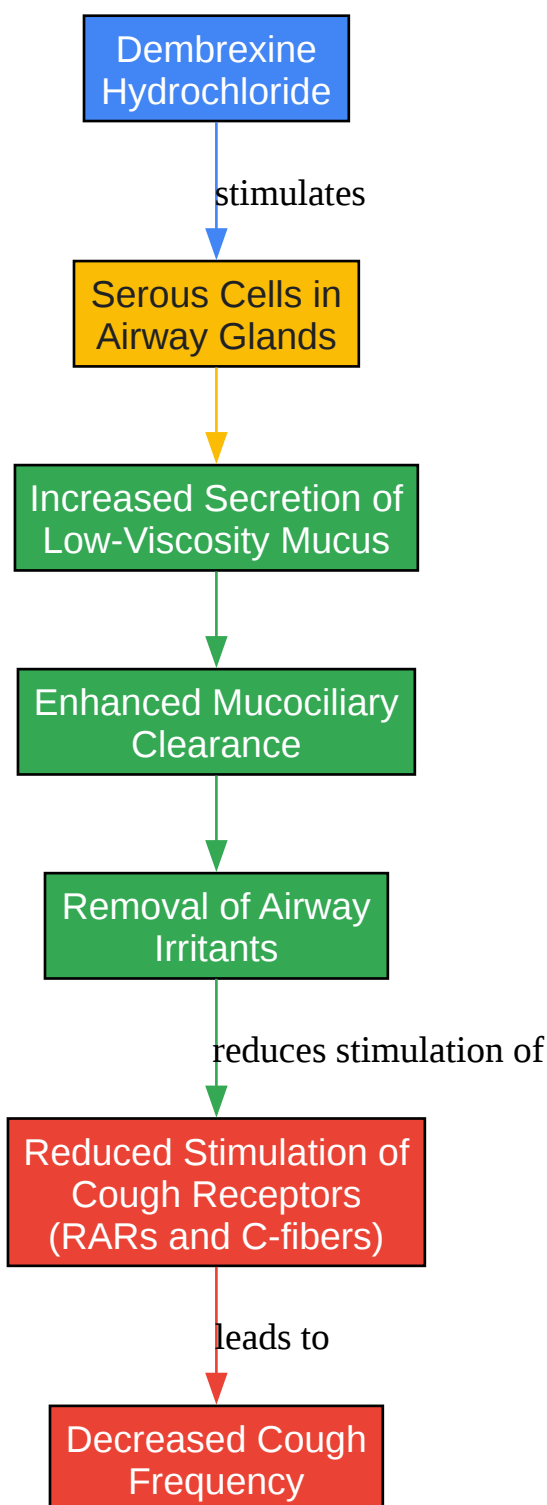 Dembrexine
Hydrochloride
stimulates
Serous Cells in
Airway Glands
Increased Secretion of
Low-Viscosity Mucus
Enhanced Mucociliary
Clearance
Removal of Airway
Irritants
reduces stimulation of
Reduced Stimulation of
Cough Receptors
(RARs and C-fibers)
leads to
Decreased Cough
Frequency